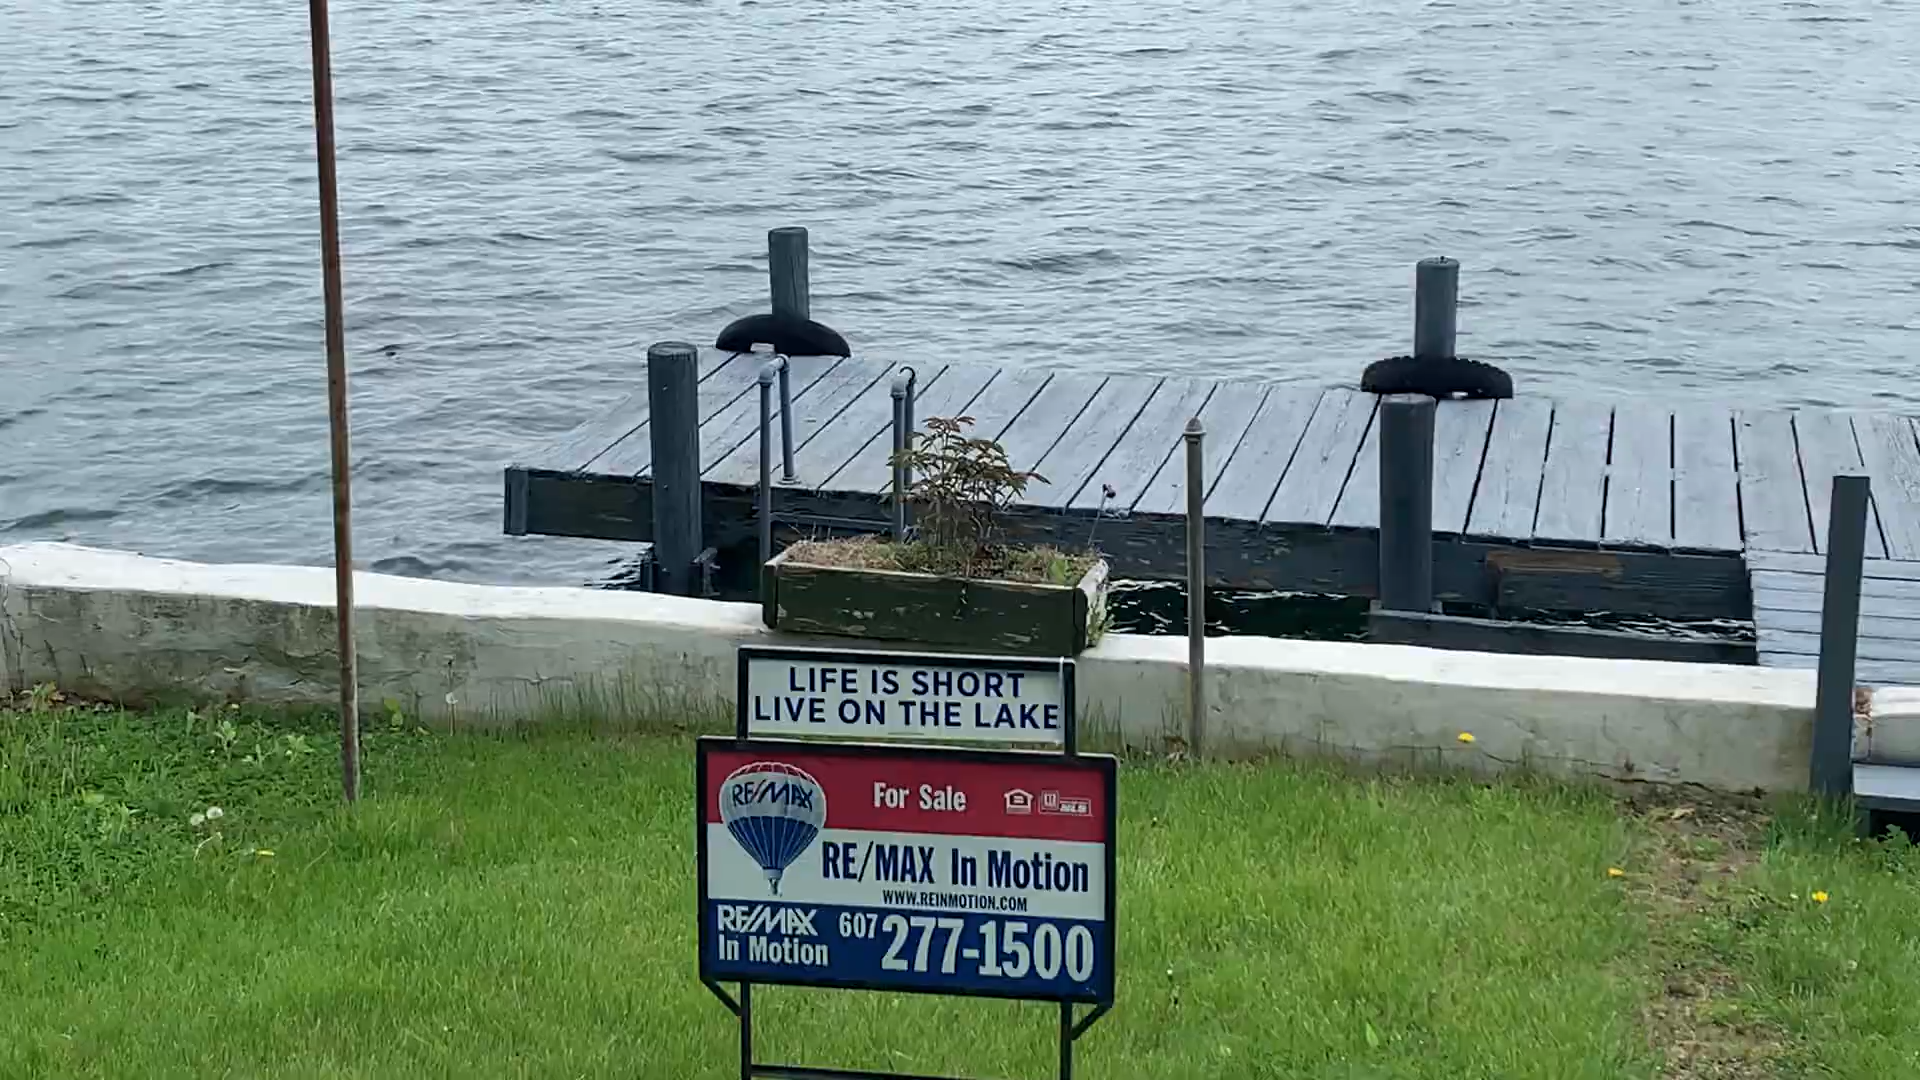 LIFE IS SHORT
LIVE ON THE LAKE
RE/MAX
For Sale
MLS
RE/MAX In Motion
WWW.REINMOTION.COM
RE/MAX
In Motion
607 277-1500